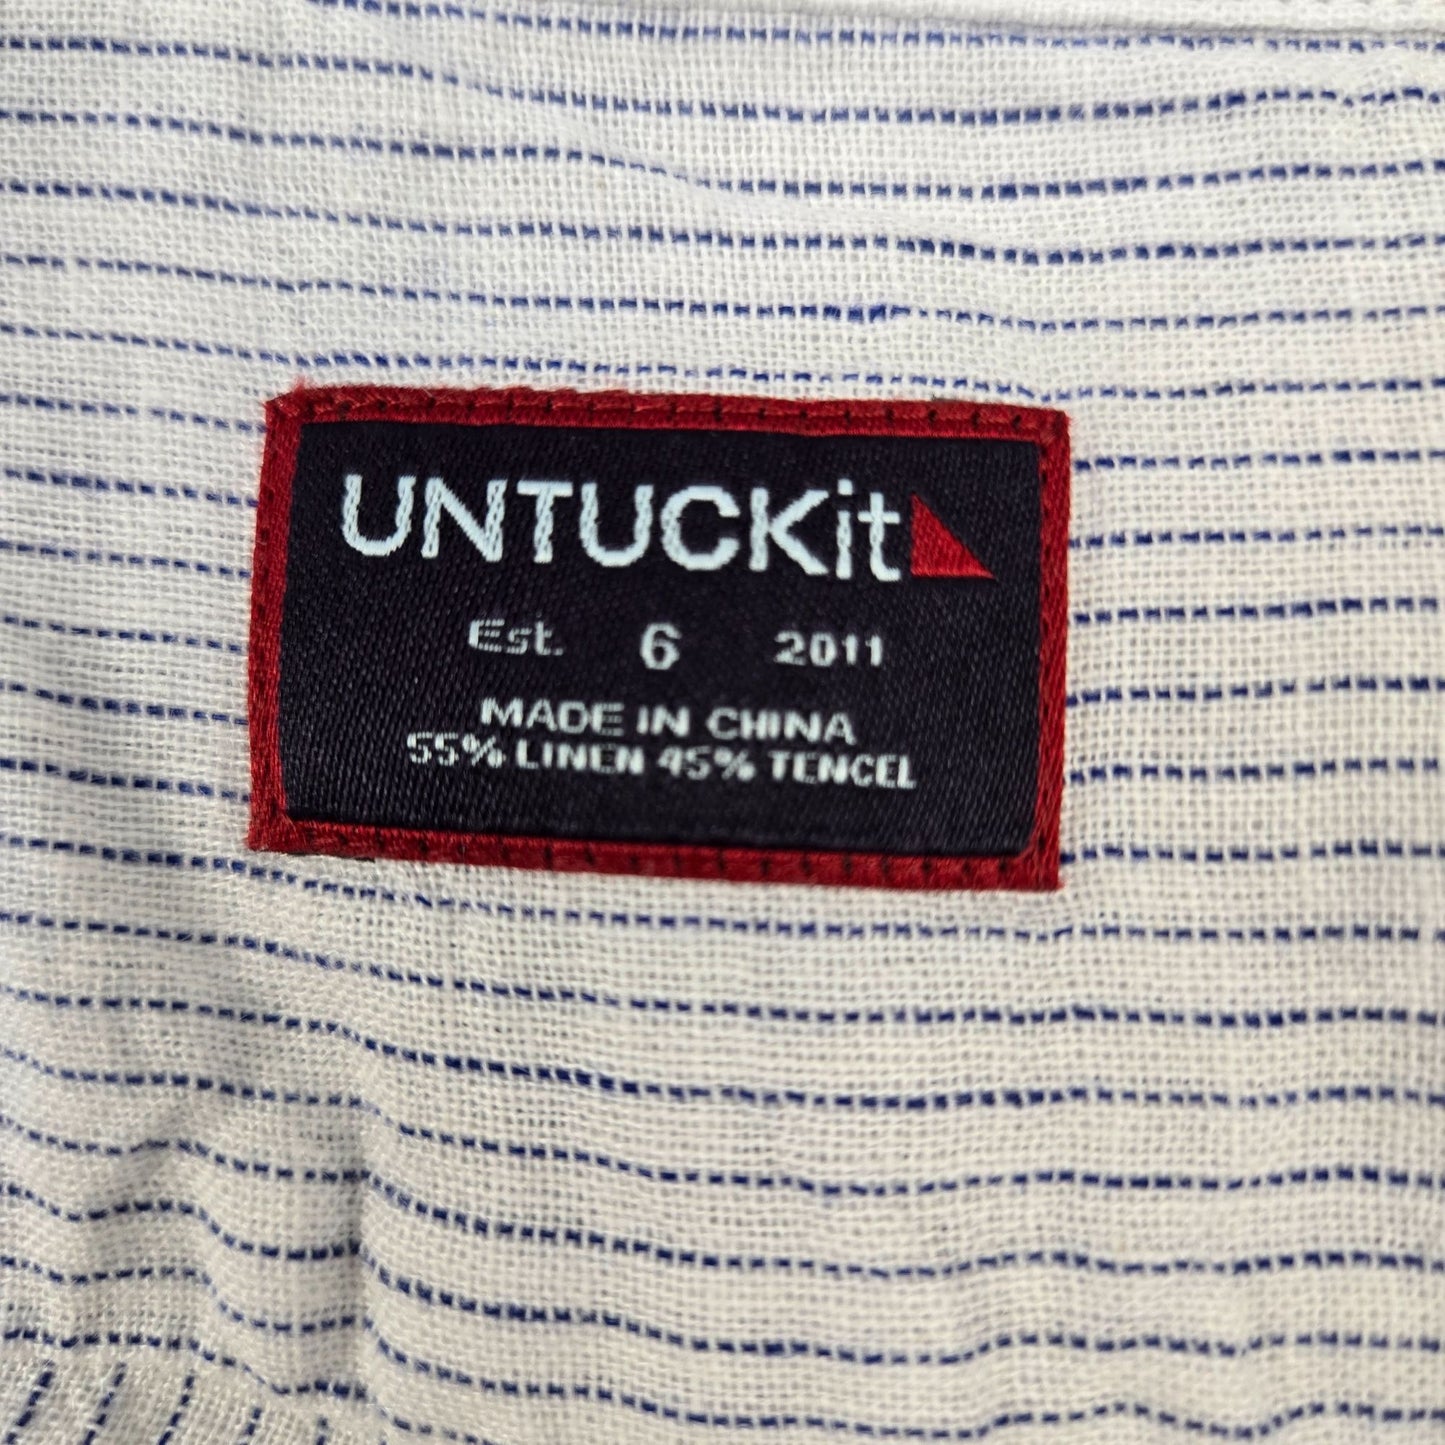 UNTUCKit
Est. 6 2011
MADE IN CHINA
55% LINEN 45% TENCEL